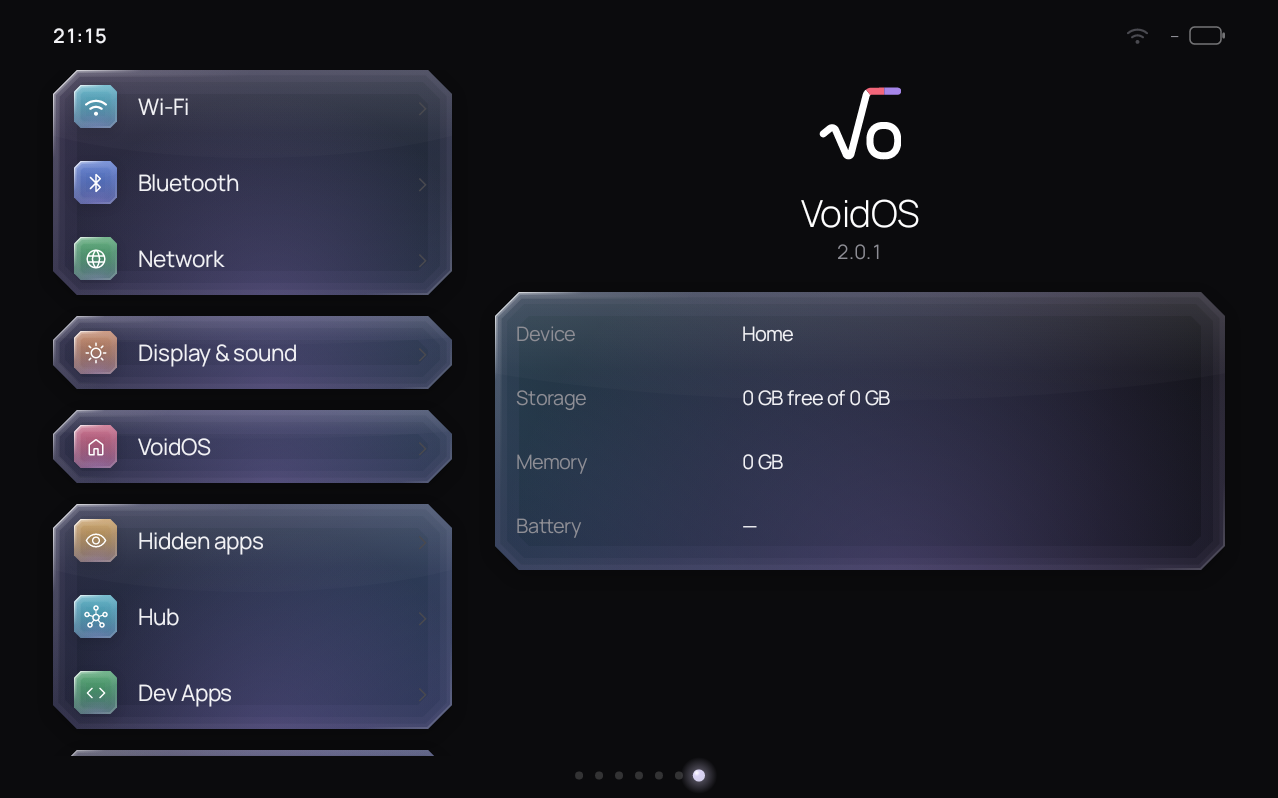 21:15
–
Wi-Fi
Bluetooth
Network
Display & sound
VoidOS
Hidden apps
Hub
Dev Apps
VoidOS
2.0.1
Device Home
Storage 0 GB free of 0 GB
Memory 0 GB
Battery —